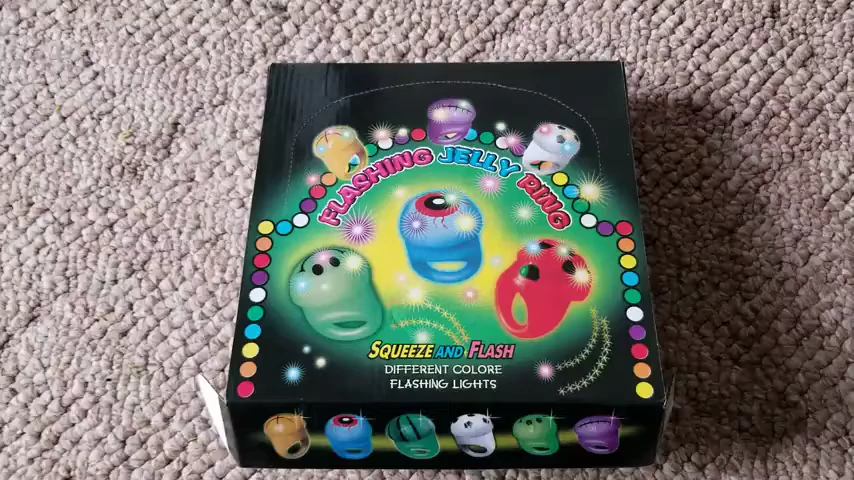 FLASHING JELLY RING
SQUEEZE AND FLASH
DIFFERENT COLORE
FLASHING LIGHTS